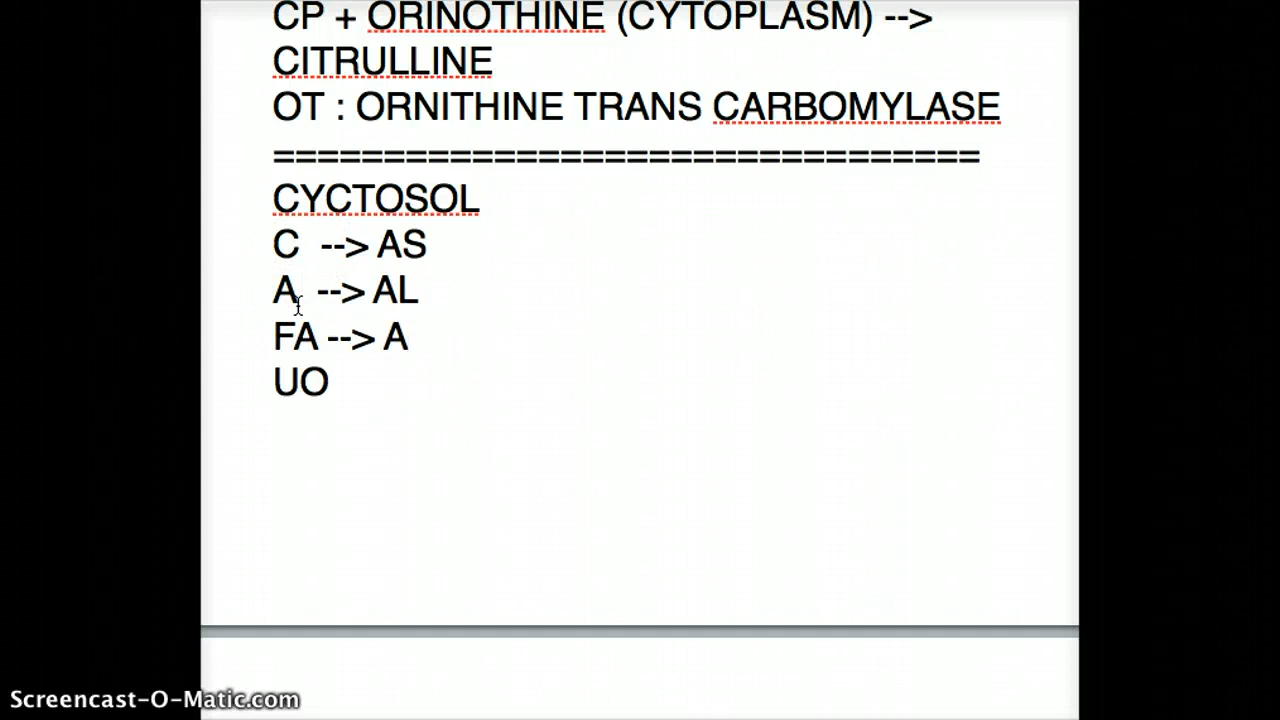 CP + ORINOTHINE (CYTOPLASM) -->
CITRULLINE
OT : ORNITHINE TRANS CARBOMYLASE
================================
CYCTOSOL
C  --> AS
A  --> AL
FA --> A
UO
Screencast-O-Matic.com